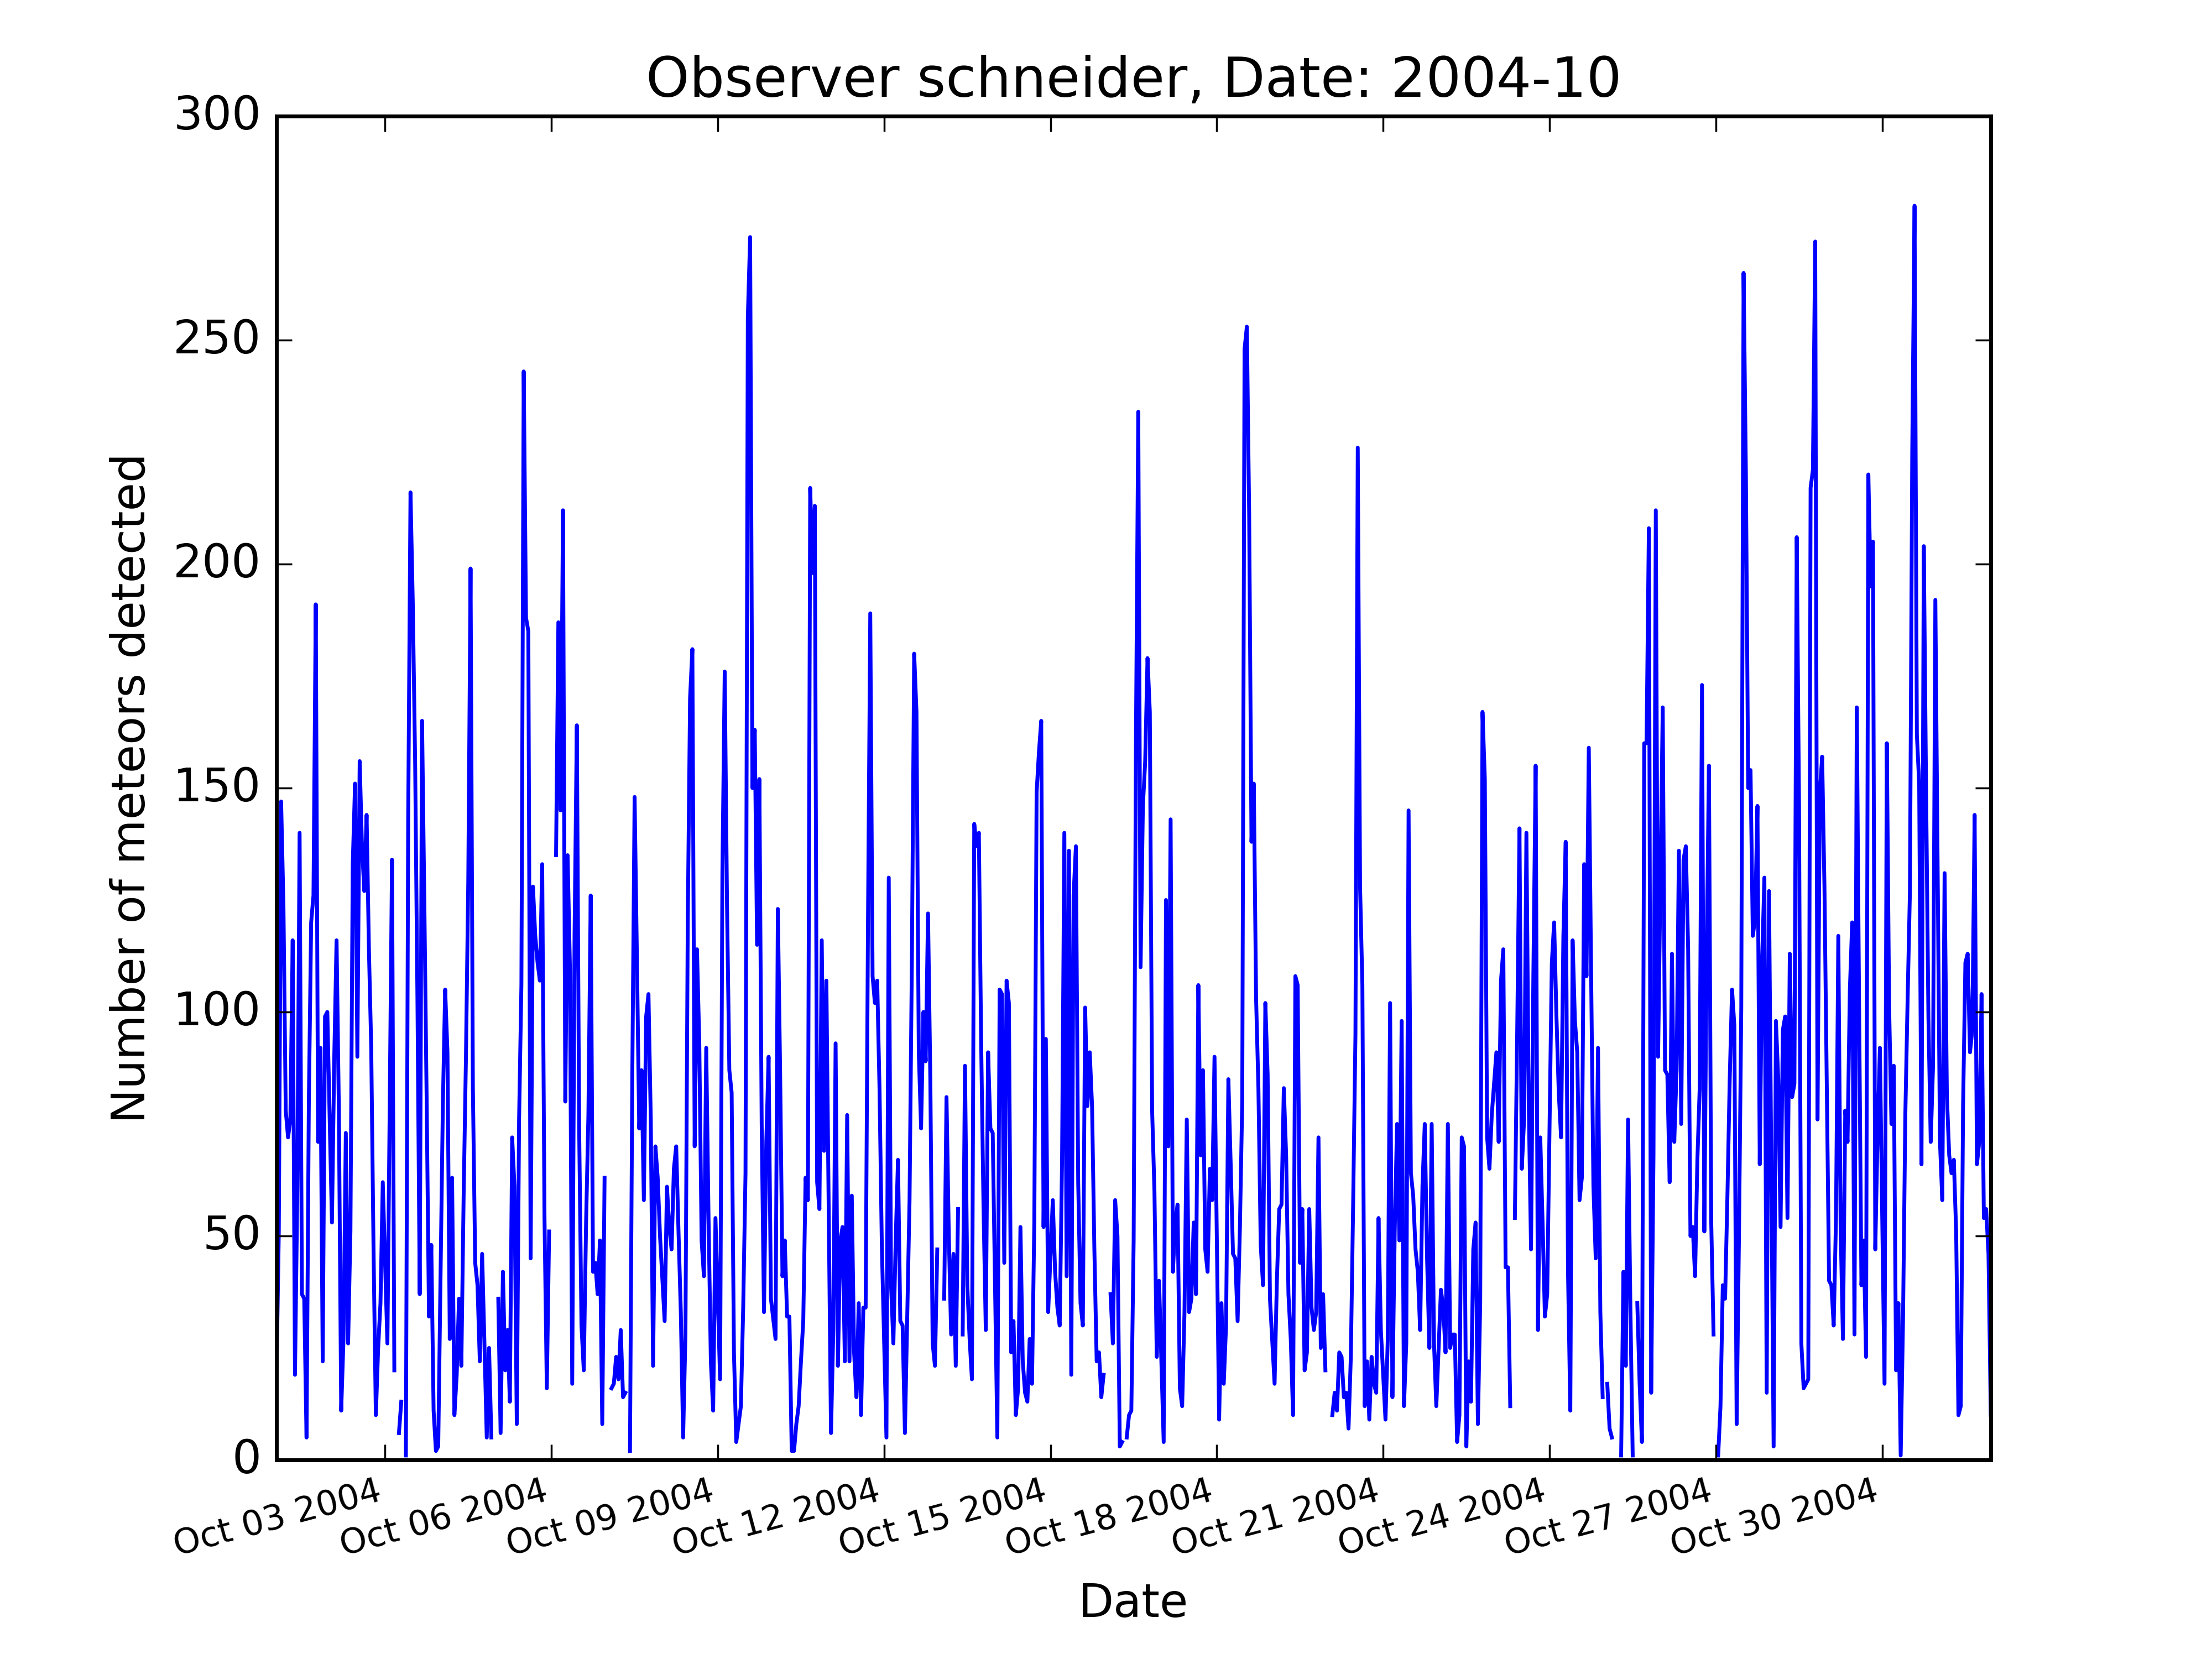 Observer schneider, Date: 2004-10
300
250
200
150
100
50
0
Number of meteors detected
Oct 03 2004
Oct 06 2004
Oct 09 2004
Oct 12 2004
Oct 15 2004
Oct 18 2004
Oct 21 2004
Oct 24 2004
Oct 27 2004
Oct 30 2004
Date